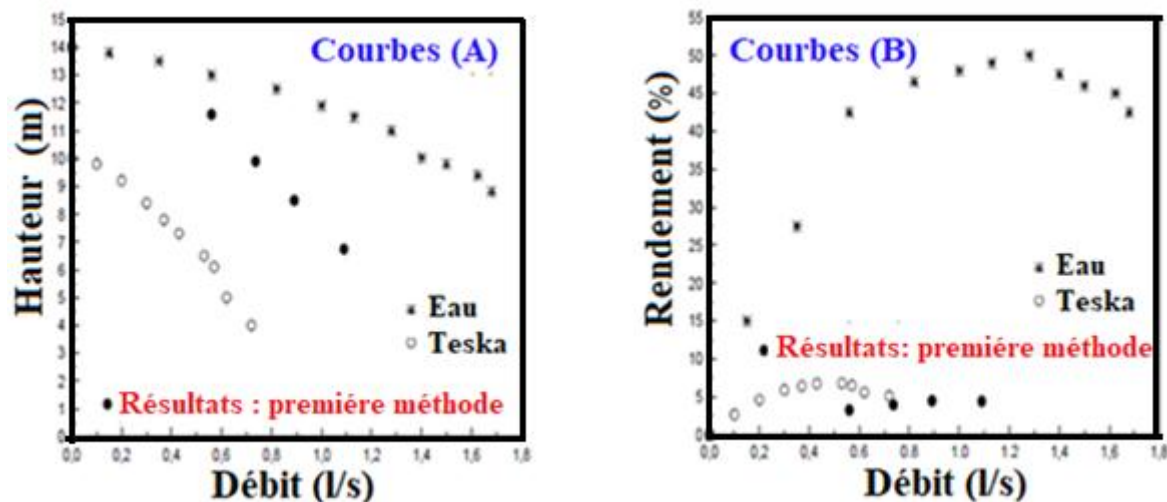 Courbes (A)
Hauteur (m)
15
14
13
12
11
10
9
8
7
6
5
4
3
2
1
0
Eau
Teska
Résultats : premiére méthode
0,0 0,2 0,4 0,6 0,8 1,0 1,2 1,4 1,6 1,8
Débit (l/s)
Courbes (B)
Rendement (%)
55
50
45
40
35
30
25
20
15
10
5
0
Eau
Teska
Résultats: premiére méthode
0,0 0,2 0,4 0.6 0,8 1,0 1,2 1,4 1,6 1,8
Débit (l/s)